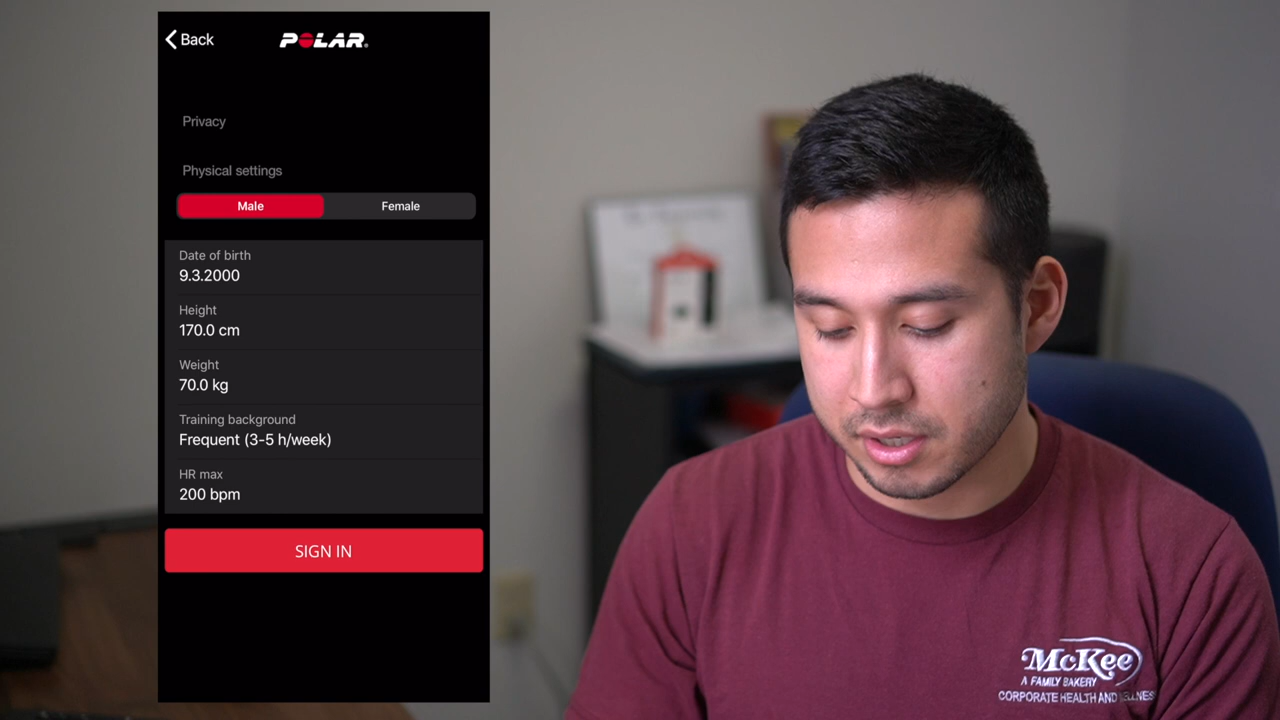 Back
POLAR
Privacy
Physical settings
Male
Female
Date of birth
9.3.2000
Height
170.0 cm
Weight
70.0 kg
Training background
Frequent (3-5 h/week)
HR max
200 bpm
SIGN IN
McKee
A FAMILY BAKERY
CORPORATE HEALTH AND WELLNESS